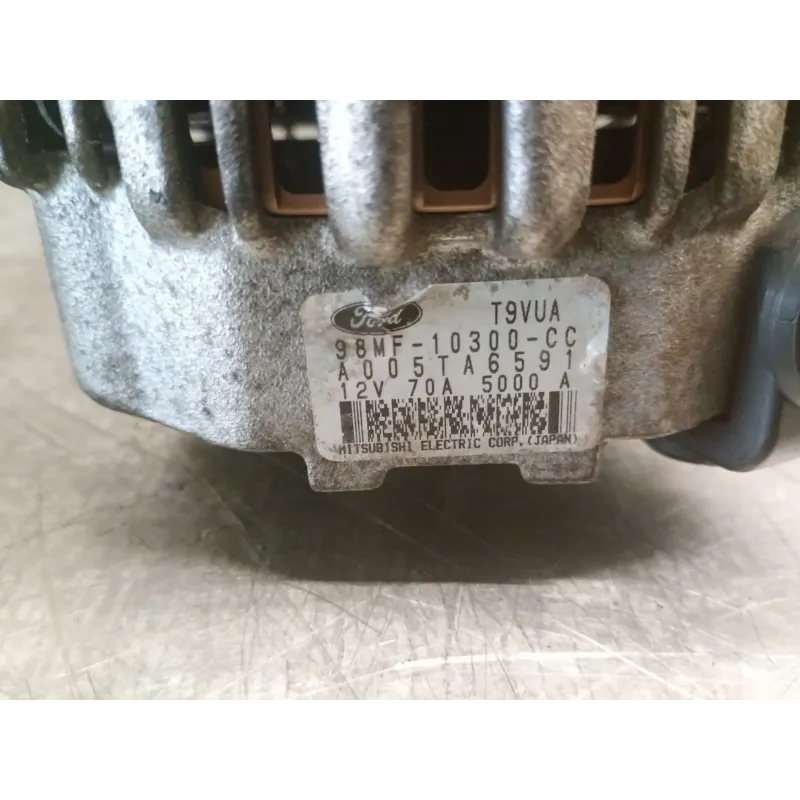 Ford T9VUA
98MF-10300-CC
A005TA6591
12V 70A 5000 A
MITSUBISHI ELECTRIC CORP.(JAPAN)